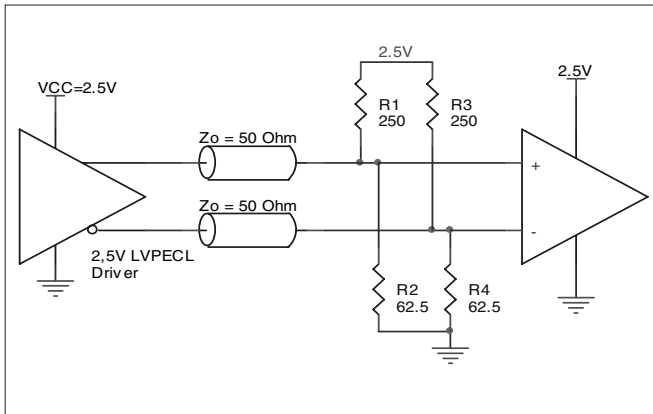 2.5V
VCC=2.5V
2.5V
R1
250
R3
250
Zo = 50 Ohm
+
Zo = 50 Ohm
-
2,5V LVPECL
Driver
R2
62.5
R4
62.5